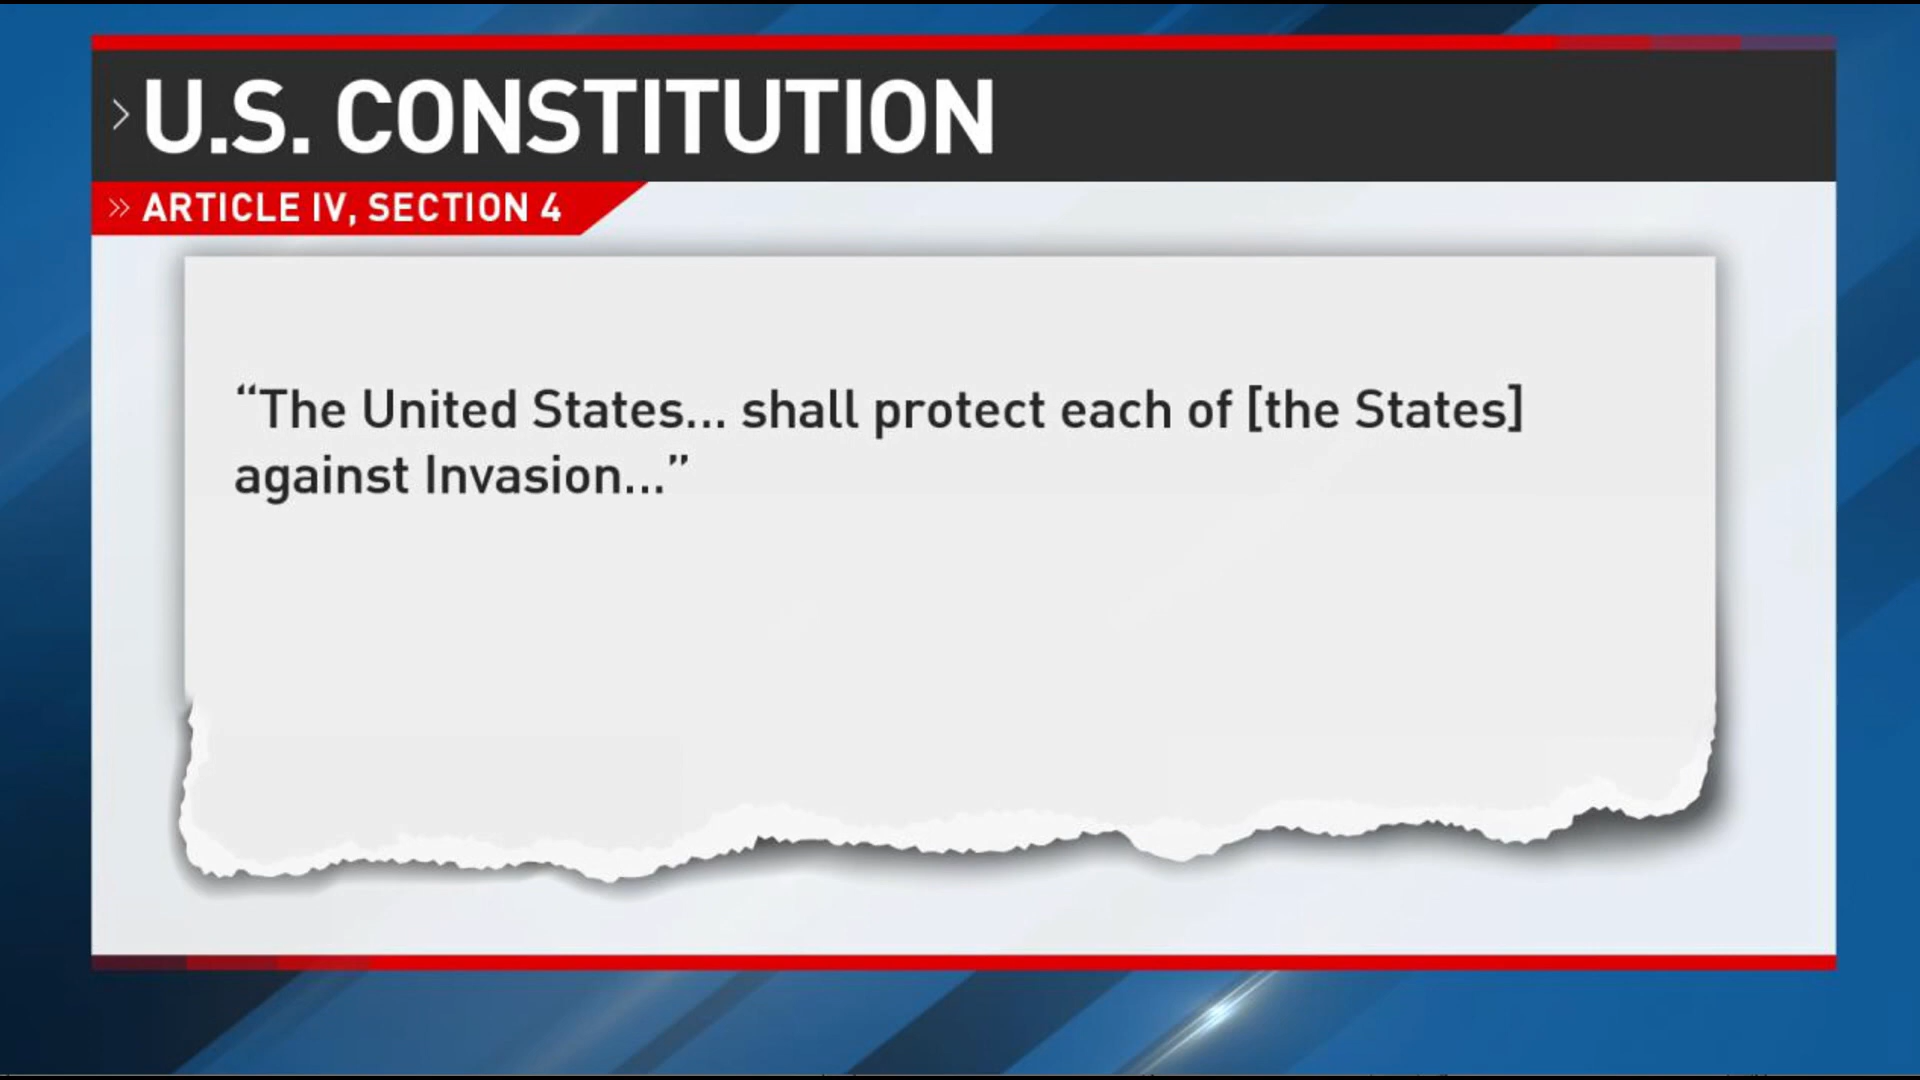 U.S. CONSTITUTION
ARTICLE IV, SECTION 4
“The United States... shall protect each of [the States]
against Invasion...”